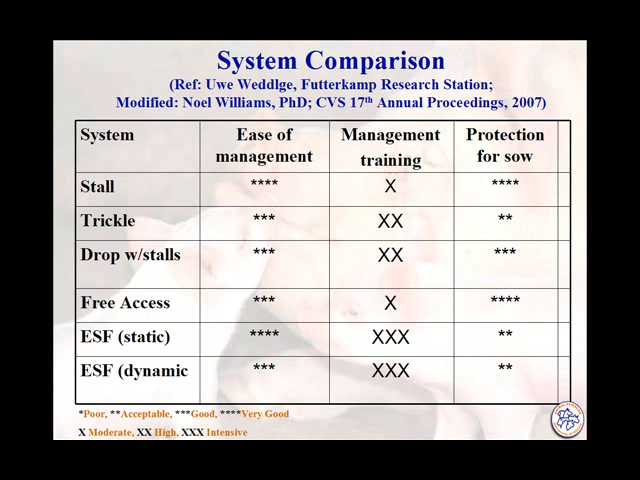 System Comparison
(Ref: Uwe Weddlge, Futterkamp Research Station;
Modified: Noel Williams, PhD; CVS 17th Annual Proceedings, 2007)
System Ease of management Management training Protection for sow
Stall **** X ****
Trickle *** XX **
Drop w/stalls *** XX ***
Free Access *** X ****
ESF (static) **** XXX **
ESF (dynamic *** XXX **
*Poor, **Acceptable, ***Good, ****Very Good
X Moderate, XX High, XXX Intensive